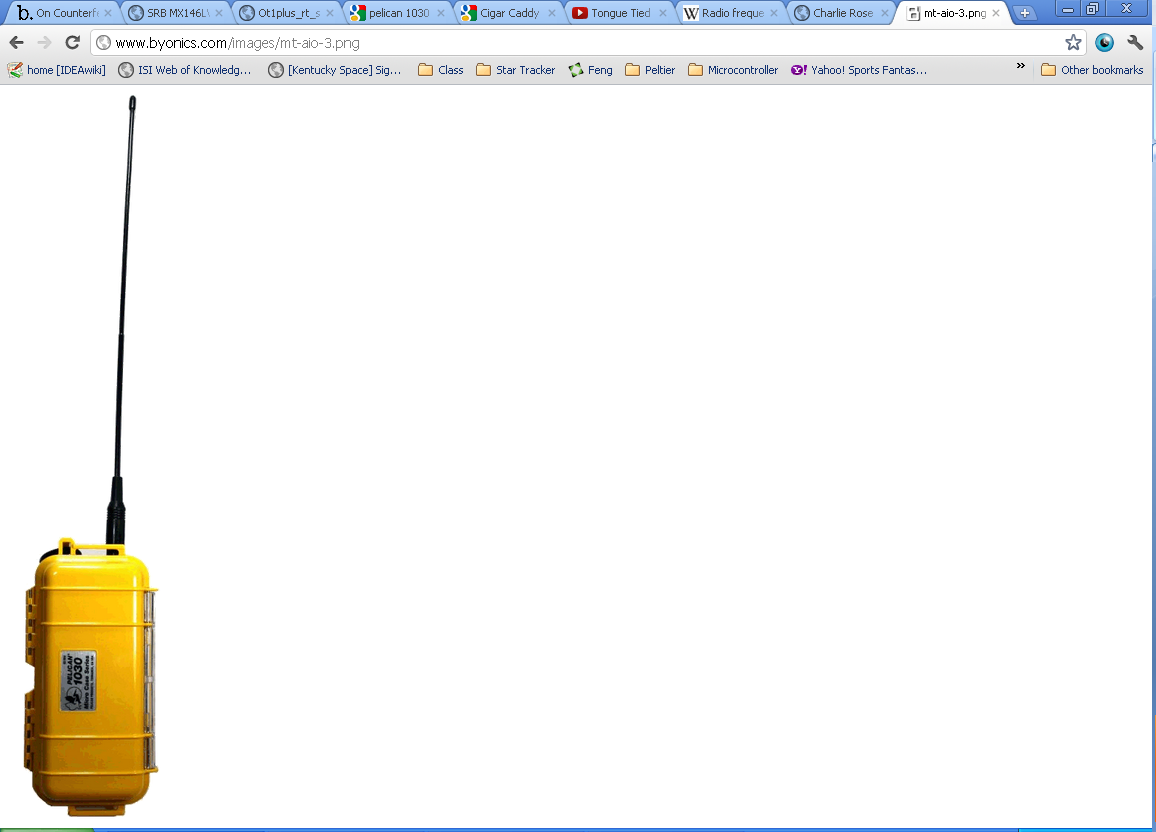 b. On Counterf
SRB MX146LV
Ot1plus_rt_s
pelican 1030
Cigar Caddy
Tongue Tied
W Radio freque
Charlie Rose
mt-aio-3.png
www.byonics.com/images/mt-aio-3.png
home [IDEAwiki]
ISI Web of Knowledg...
[Kentucky Space] Sig...
Class
Star Tracker
Feng
Peltier
Microcontroller
Y! Yahoo! Sports Fantas...
»
Other bookmarks
PELICAN
1030
Micro Case Series